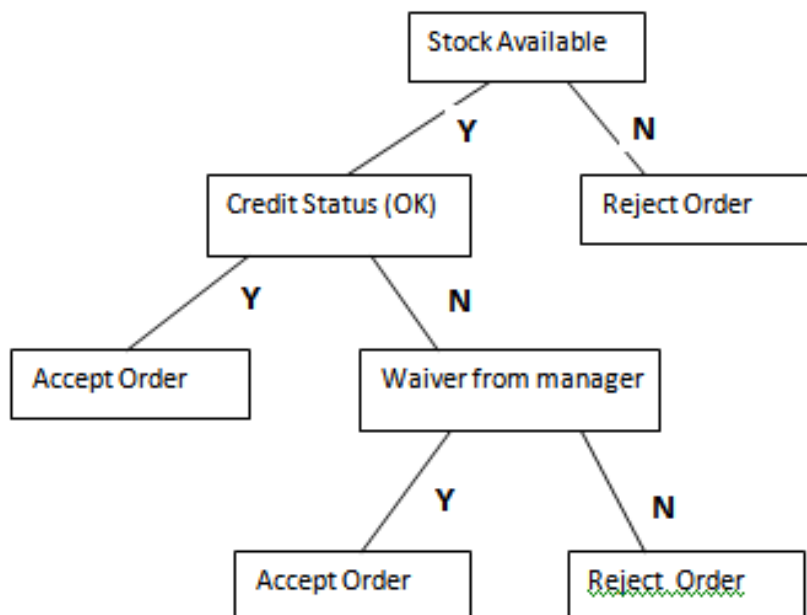 Stock Available
Y
N
Credit Status (OK)
Reject Order
Y
N
Accept Order
Waiver from manager
Y
N
Accept Order
Reject Order